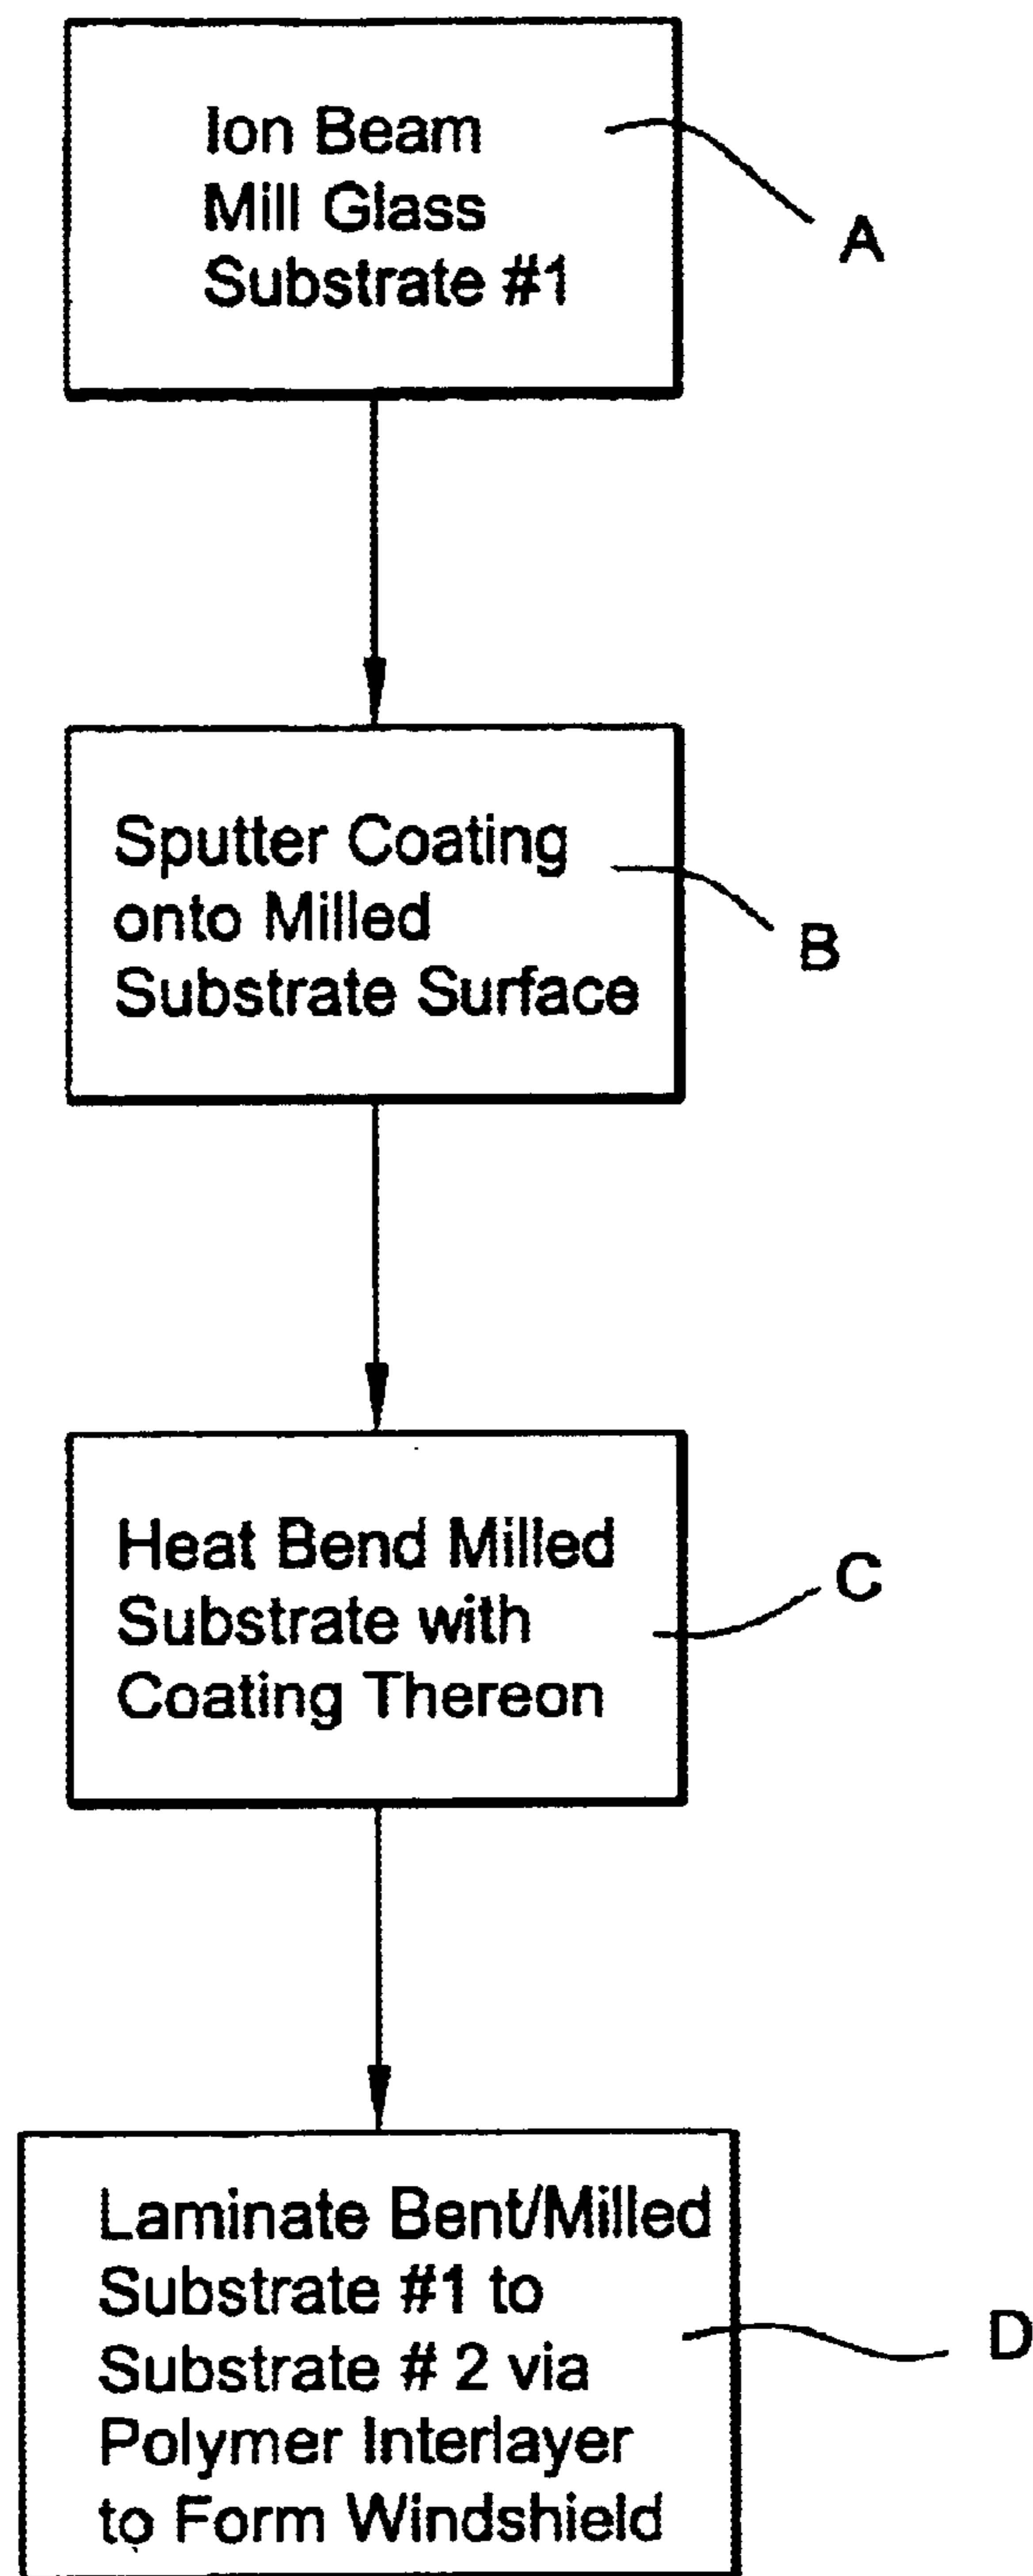 Ion Beam
Mill Glass
Substrate #1
A
Sputter Coating
onto Milled
Substrate Surface
B
Heat Bend Milled
Substrate with
Coating Thereon
C
Laminate Bent/Milled
Substrate #1 to
Substrate # 2 via
Polymer Interlayer
to Form Windshield
D